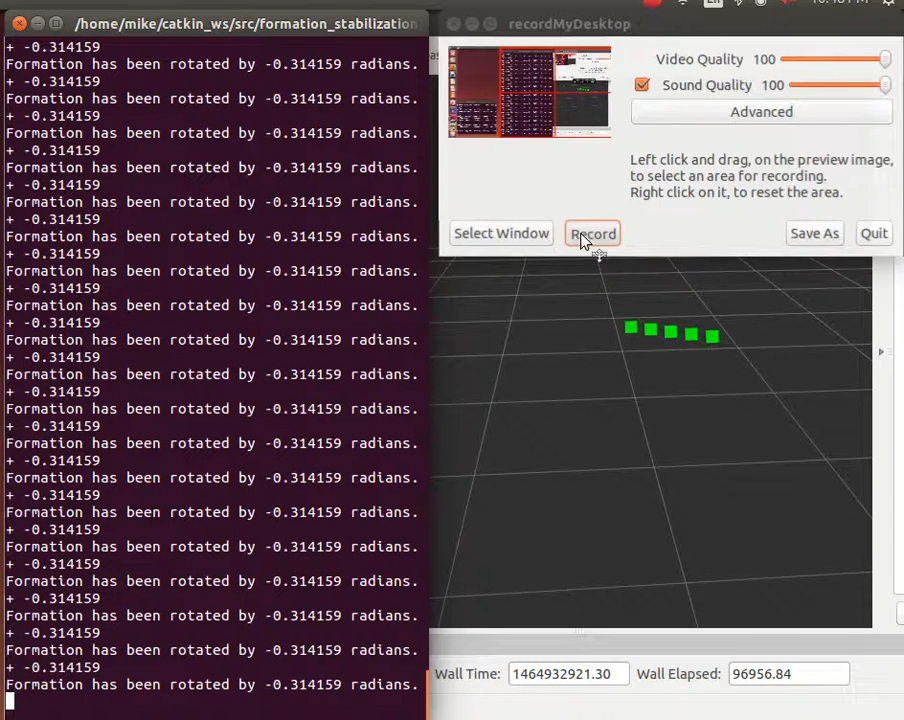 /home/mike/catkin_ws/src/formation_stabilization
+ -0.314159
Formation has been rotated by -0.314159 radians.
+ -0.314159
Formation has been rotated by -0.314159 radians.
+ -0.314159
Formation has been rotated by -0.314159 radians.
+ -0.314159
Formation has been rotated by -0.314159 radians.
+ -0.314159
Formation has been rotated by -0.314159 radians.
+ -0.314159
Formation has been rotated by -0.314159 radians.
+ -0.314159
Formation has been rotated by -0.314159 radians.
+ -0.314159
Formation has been rotated by -0.314159 radians.
+ -0.314159
Formation has been rotated by -0.314159 radians.
+ -0.314159
Formation has been rotated by -0.314159 radians.
+ -0.314159
Formation has been rotated by -0.314159 radians.
+ -0.314159
Formation has been rotated by -0.314159 radians.
+ -0.314159
Formation has been rotated by -0.314159 radians.
+ -0.314159
Formation has been rotated by -0.314159 radians.
+ -0.314159
Formation has been rotated by -0.314159 radians.
+ -0.314159
Formation has been rotated by -0.314159 radians.
+ -0.314159
Formation has been rotated by -0.314159 radians.
+ -0.314159
Formation has been rotated by -0.314159 radians.
+ -0.314159
Formation has been rotated by -0.314159 radians.
recordMyDesktop
Video Quality 100
Sound Quality 100
Advanced
Left click and drag, on the preview image,
to select an area for recording.
Right click on it, to reset the area.
Select Window
Record
Save As
Quit
Wall Time: 1464932921.30 Wall Elapsed: 96956.84